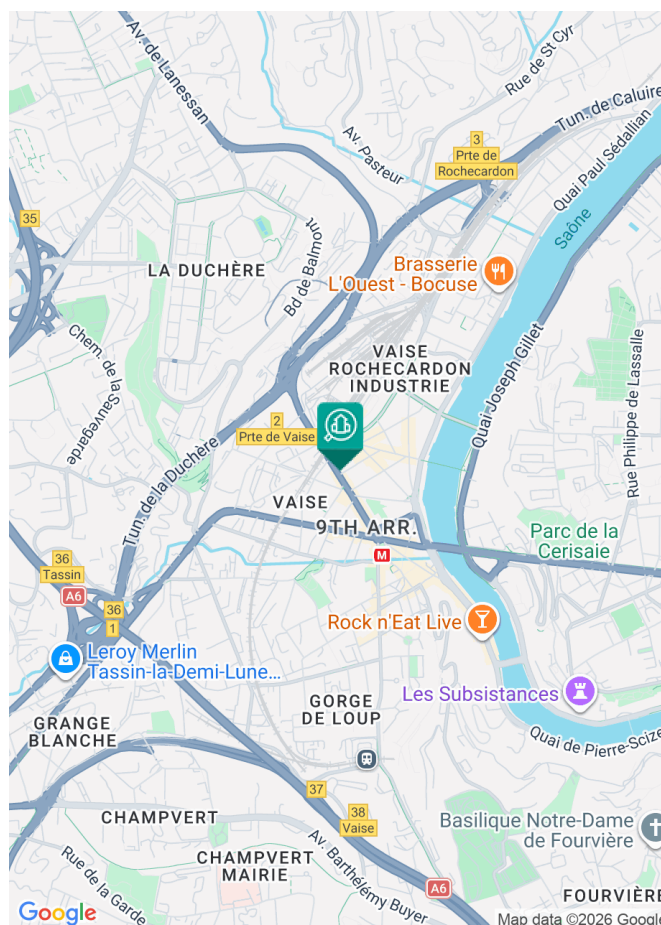 Av. de Lanessan
Rue de St Cyr
Tun. de Caluire
Av. Pasteur
3
Prte de
Rochecardon
Quai Paul Sédallian
Saône
35
LA DUCHÈRE
Bd de Balmont
Brasserie
L'Ouest - Bocuse
Chem. de la Sauvegarde
VAISE
ROCHECARDON
INDUSTRIE
Quai Joseph Gillet
Rue Philippe de Lassalle
2
Prte de Vaise
Tun. de la Duchère
VAISE
9TH ARR.
M
Parc de la
Cerisaie
36
Tassin
A6
36
1
Rock n'Eat Live
Leroy Merlin
Tassin-la-Demi-Lune...
Les Subsistances
GORGE
DE LOUP
GRANGE
BLANCHE
Quai de Pierre-Scize
37
38
Vaise
CHAMPVERT
Basilique Notre-Dame
de Fourvière
Av. Barthélémy Buyer
CHAMPVERT
MAIRIE
Rue de la Garde
A6
FOURVIÈRE
Google
Map data ©2026 Google